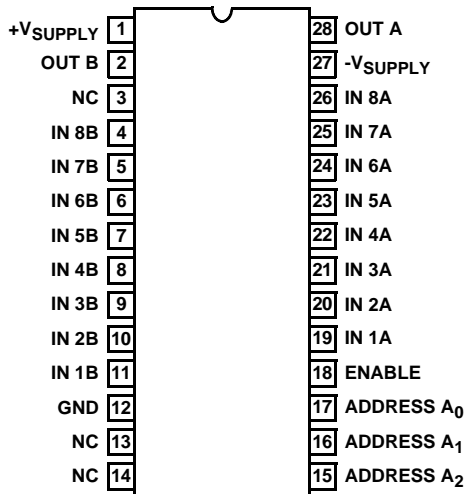 +VSUPPLY 1 28 OUT A
OUT B 2 27 -VSUPPLY
NC 3 26 IN 8A
IN 8B 4 25 IN 7A
IN 7B 5 24 IN 6A
IN 6B 6 23 IN 5A
IN 5B 7 22 IN 4A
IN 4B 8 21 IN 3A
IN 3B 9 20 IN 2A
IN 2B 10 19 IN 1A
IN 1B 11 18 ENABLE
GND 12 17 ADDRESS A0
NC 13 16 ADDRESS A1
NC 14 15 ADDRESS A2